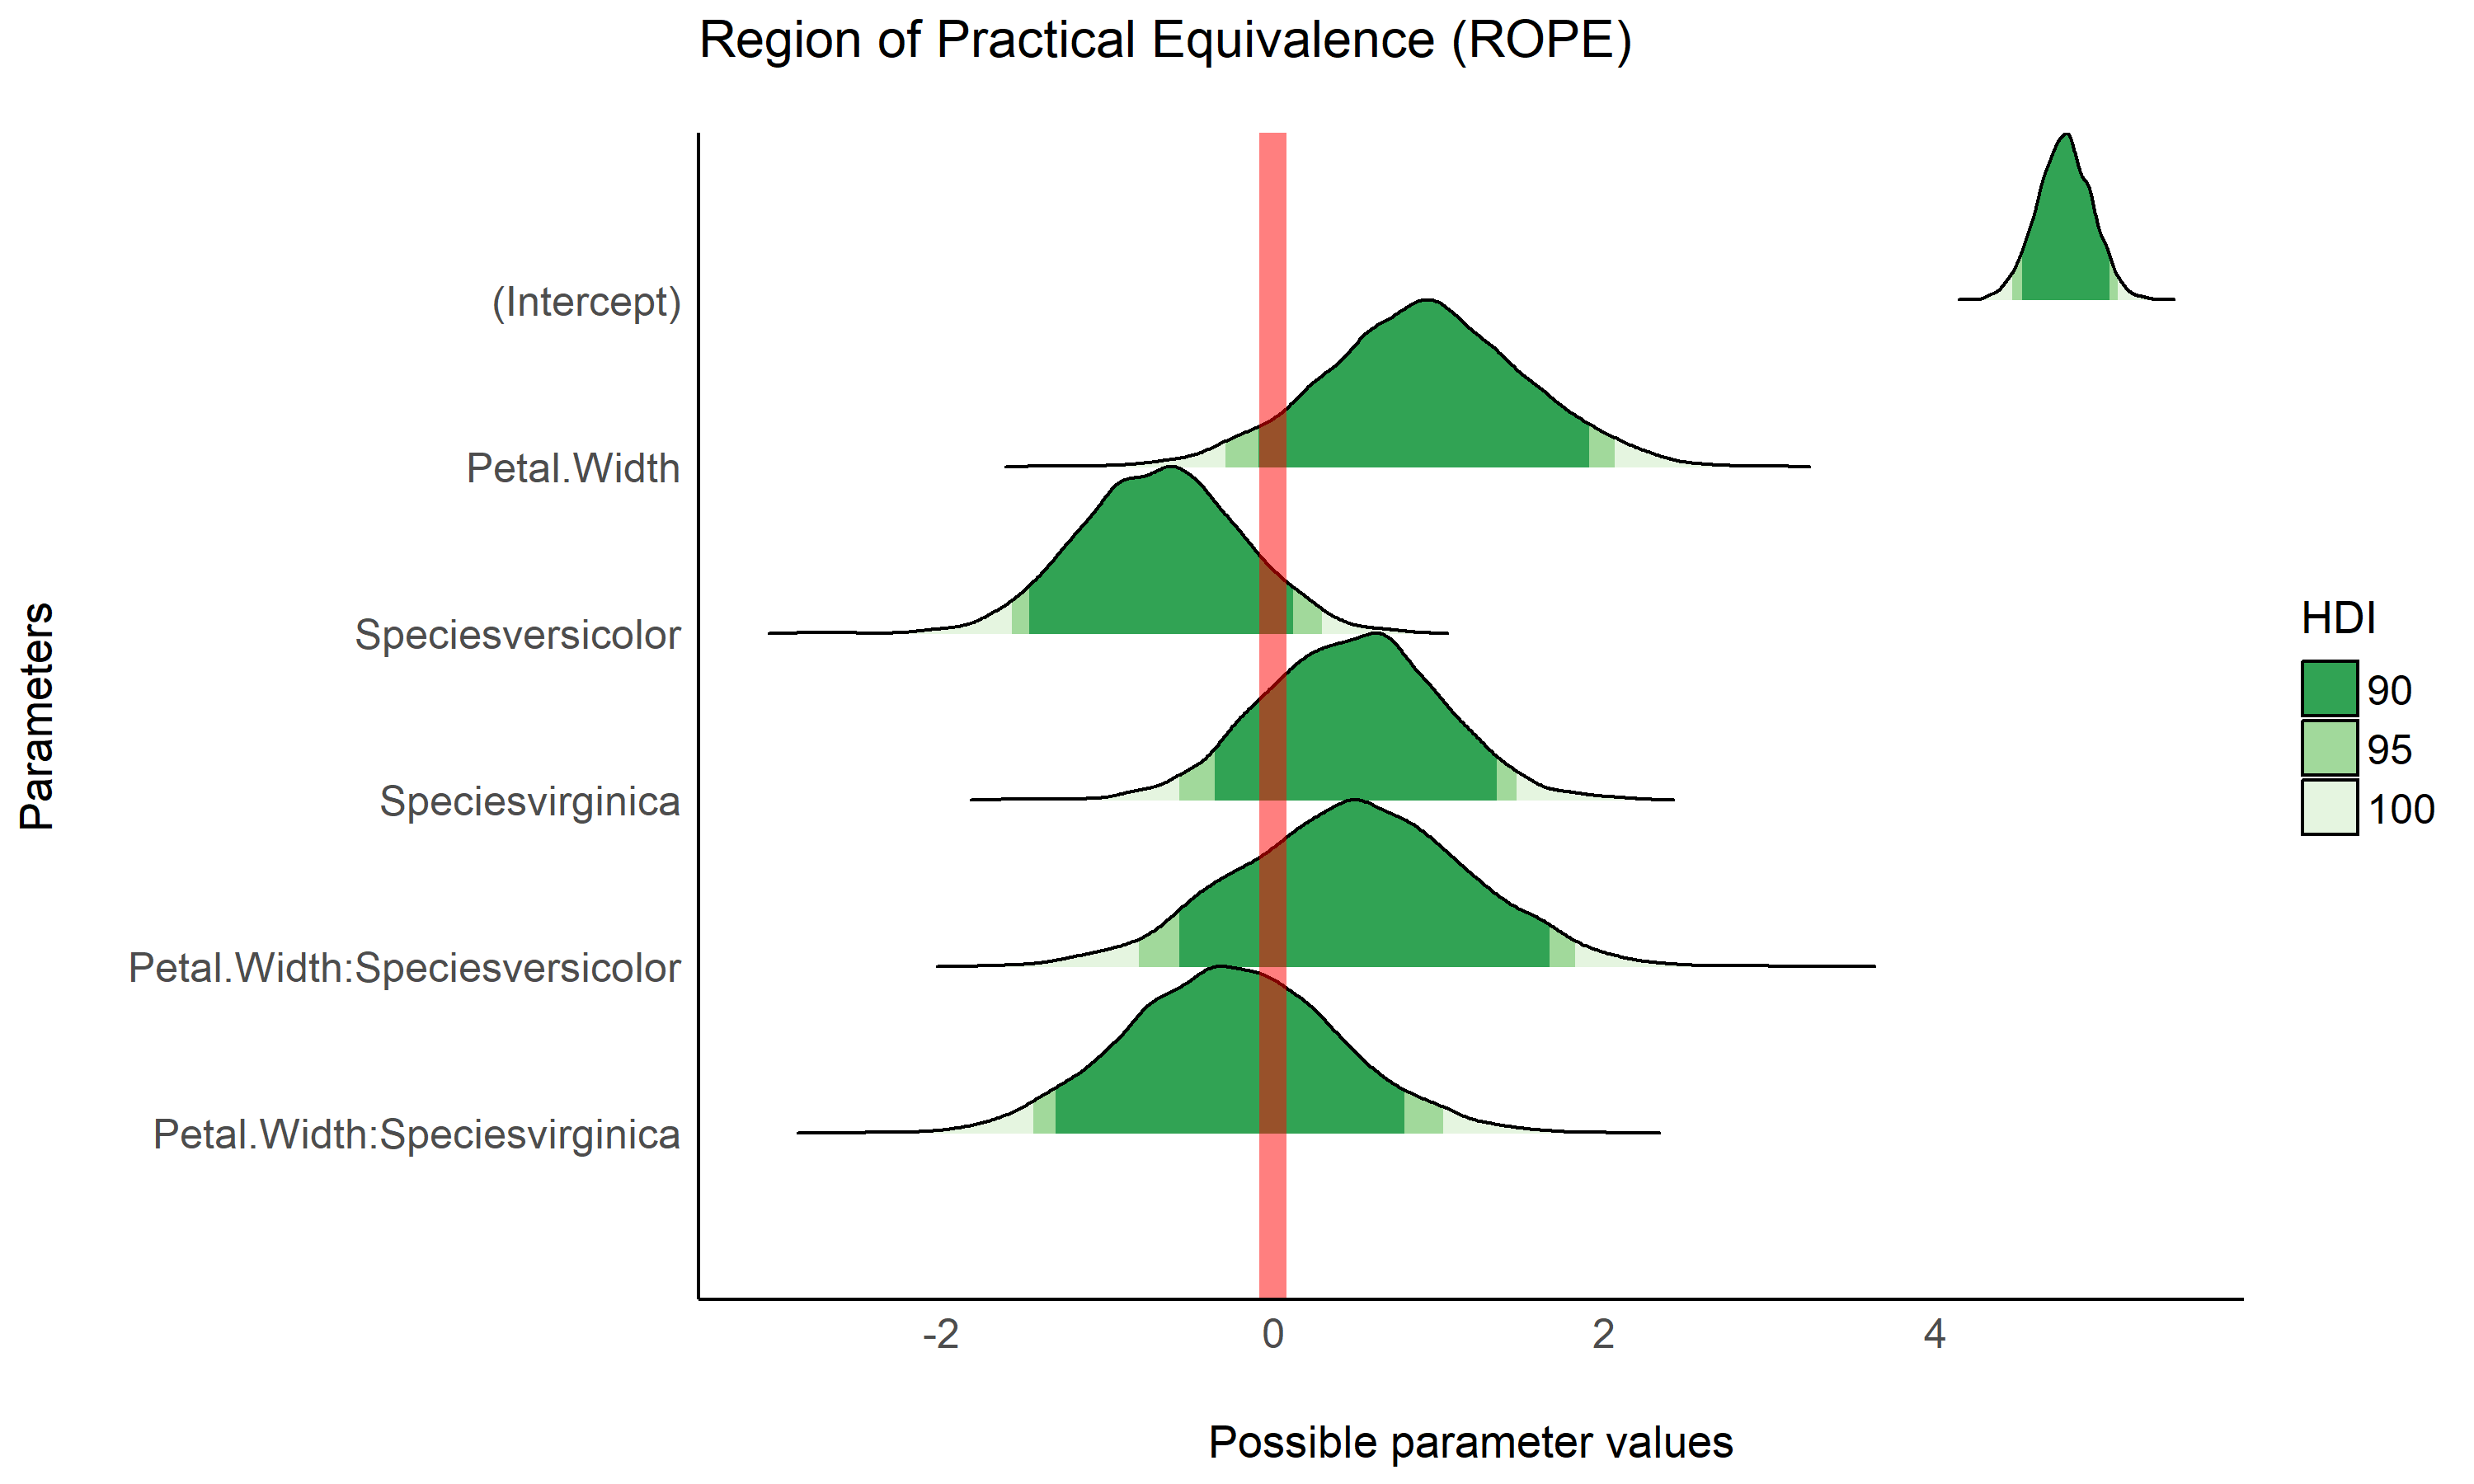 Region of Practical Equivalence (ROPE)
(Intercept)
Petal.Width
Speciesversicolor
Speciesvirginica
Petal.Width:Speciesversicolor
Petal.Width:Speciesvirginica
Parameters
-2
0
2
4
Possible parameter values
HDI
90
95
100